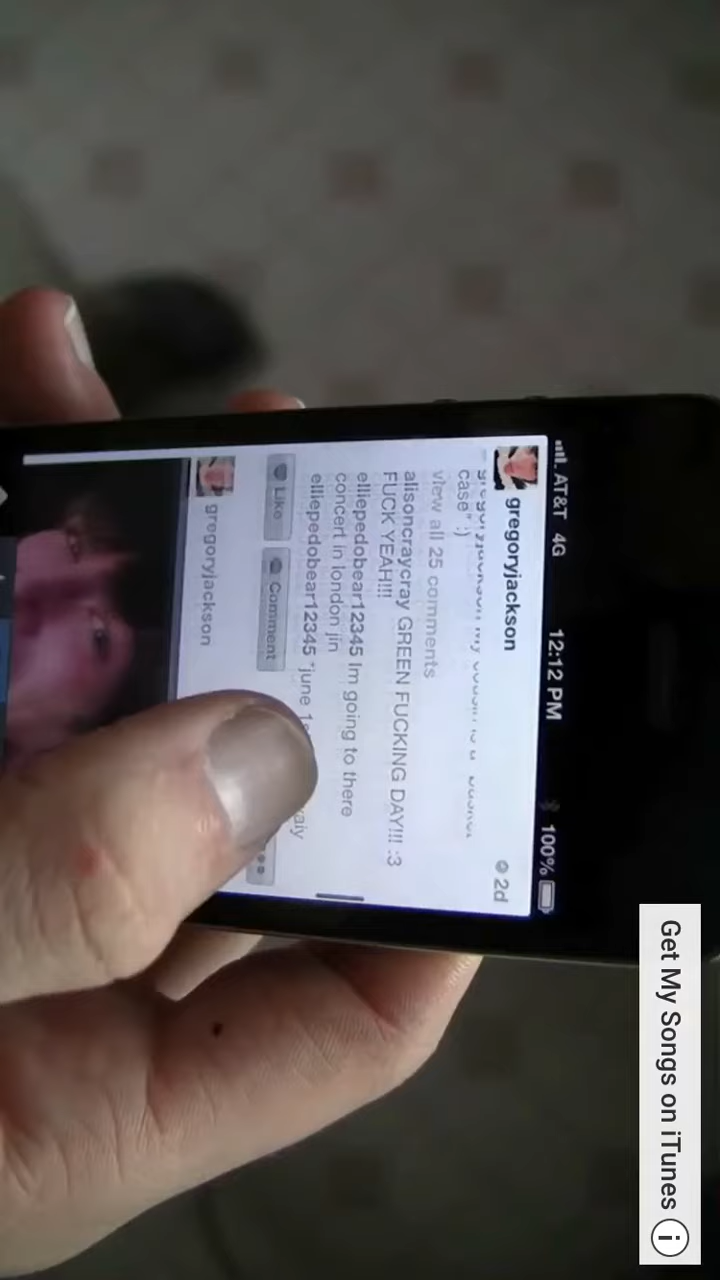 AT&T 4G 12:12 PM 100%
gregoryjackson 2d
case" :)
view all 25 comments
alisoncraycray GREEN FUCKING DAY!!! :3
FUCK YEAH!!!
elliepedobear12345 Im going to there
concert in london jin
elliepedobear12345 *june
Like Comment
gregoryjackson
Get My Songs on iTunes i